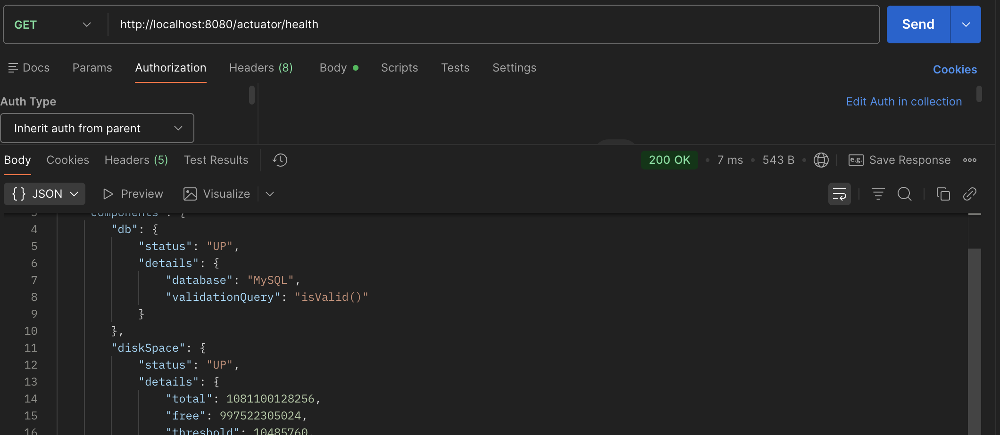 GET http://localhost:8080/actuator/health Send
Docs Params Authorization Headers (8) Body Scripts Tests Settings Cookies
Auth Type
Edit Auth in collection
Inherit auth from parent
Body Cookies Headers (5) Test Results 200 OK • 7 ms • 543 B • e.g. Save Response
{} JSON Preview Visualize
3 "components": {
4 "db": {
5 "status": "UP",
6 "details": {
7 "database": "MySQL",
8 "validationQuery": "isValid()"
9 }
10 },
11 "diskSpace": {
12 "status": "UP",
13 "details": {
14 "total": 1081100128256,
15 "free": 997522305024,
16 "threshold": 10485760,